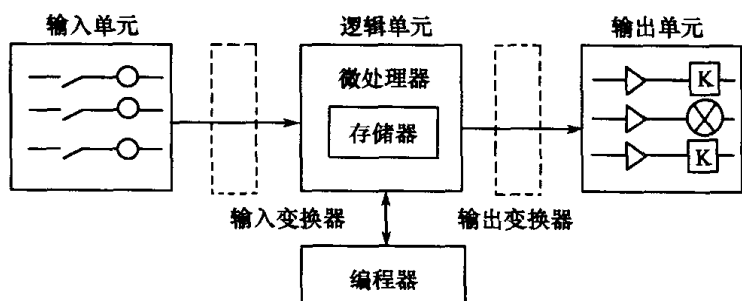 输入单元
逻辑单元
输出单元
微处理器
存储器
K
K
输入变换器
输出变换器
编程器